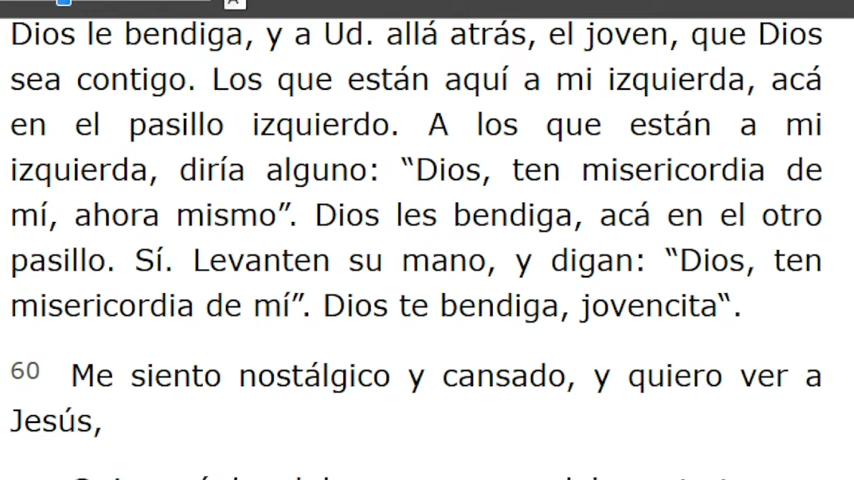 Dios le bendiga, y a Ud. allá atrás, el joven, que Dios
sea contigo. Los que están aquí a mi izquierda, acá
en el pasillo izquierdo. A los que están a mi
izquierda, diría alguno: “Dios, ten misericordia de
mí, ahora mismo”. Dios les bendiga, acá en el otro
pasillo. Sí. Levanten su mano, y digan: “Dios, ten
misericordia de mí”. Dios te bendiga, jovencita“.
60 Me siento nostálgico y cansado, y quiero ver a
Jesús,